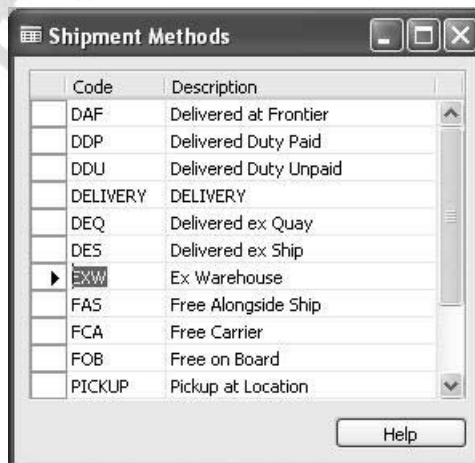 Shipment Methods
Code Description
DAF Delivered at Frontier
DDP Delivered Duty Paid
DDU Delivered Duty Unpaid
DELIVERY DELIVERY
DEQ Delivered ex Quay
DES Delivered ex Ship
EXW Ex Warehouse
FAS Free Alongside Ship
FCA Free Carrier
FOB Free on Board
PICKUP Pickup at Location
Help